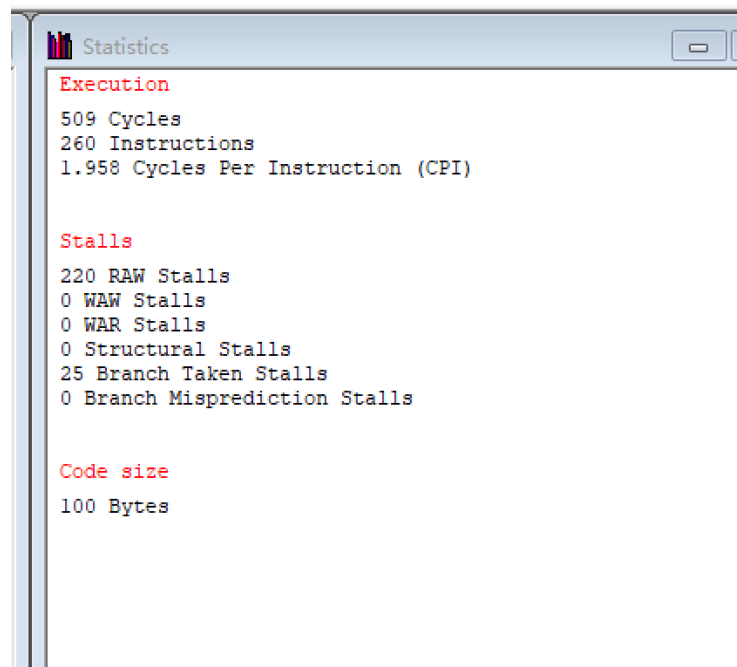 Statistics
Execution
509 Cycles
260 Instructions
1.958 Cycles Per Instruction (CPI)
Stalls
220 RAW Stalls
0 WAW Stalls
0 WAR Stalls
0 Structural Stalls
25 Branch Taken Stalls
0 Branch Misprediction Stalls
Code size
100 Bytes